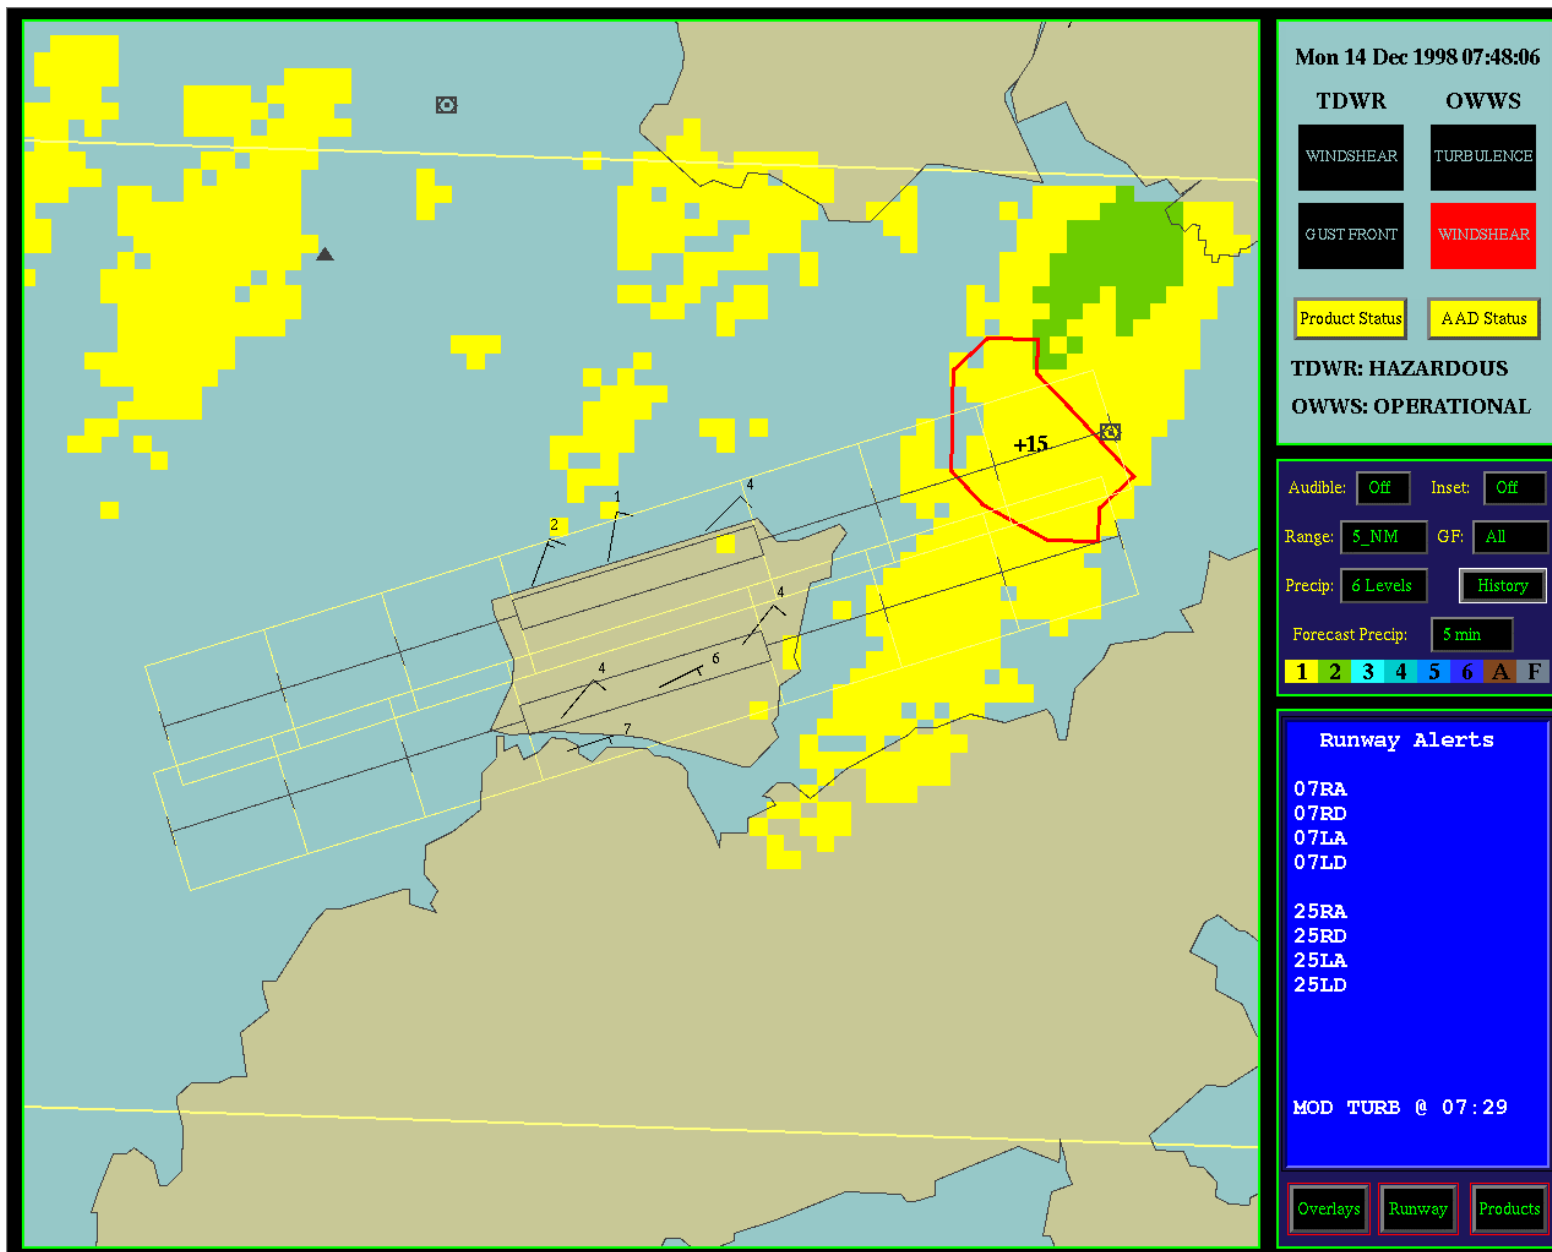 Mon 14 Dec 1998 07:48:06
TDWR OWWS
WINDSHEAR TURBULENCE
GUST FRONT WINDSHEAR
Product Status AAD Status
TDWR: HAZARDOUS
OWWS: OPERATIONAL
+15
Audible: Off Inset: Off
1
4
2
Range: 5_NM GF: All
Precip: 6 Levels History
4
Forecast Precip: 5 min
4
6
1 2 3 4 5 6 A F
7
Runway Alerts
07RA
07RD
07LA
07LD
25RA
25RD
25LA
25LD
MOD TURB @ 07:29
Overlays Runway Products